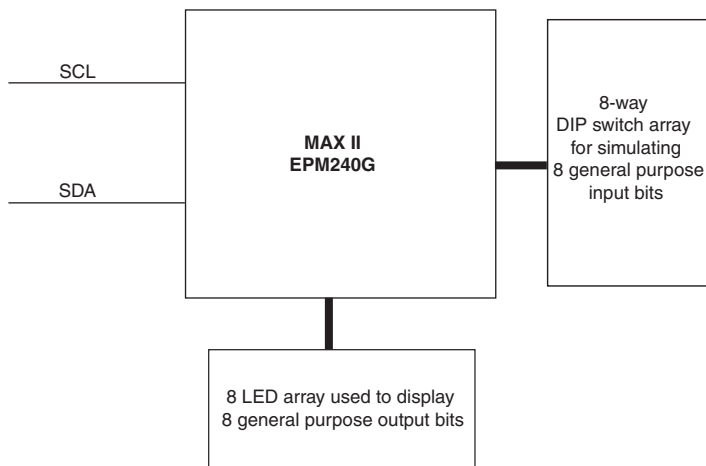 SCL
SDA
MAX II
EPM240G
8-way
DIP switch array
for simulating
8 general purpose
input bits
8 LED array used to display
8 general purpose output bits